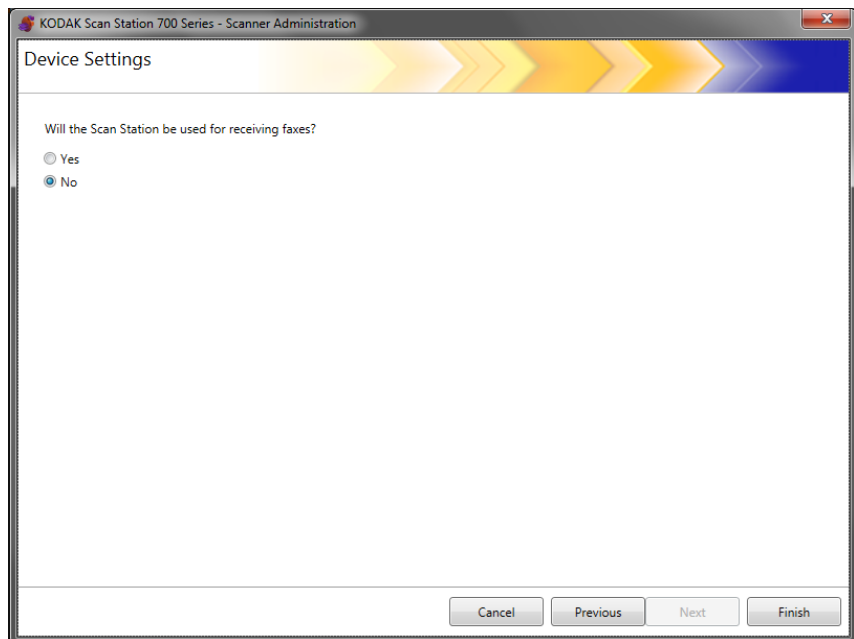 KODAK Scan Station 700 Series - Scanner Administration
Device Settings
Will the Scan Station be used for receiving faxes?
Yes
No
Cancel Previous Next Finish